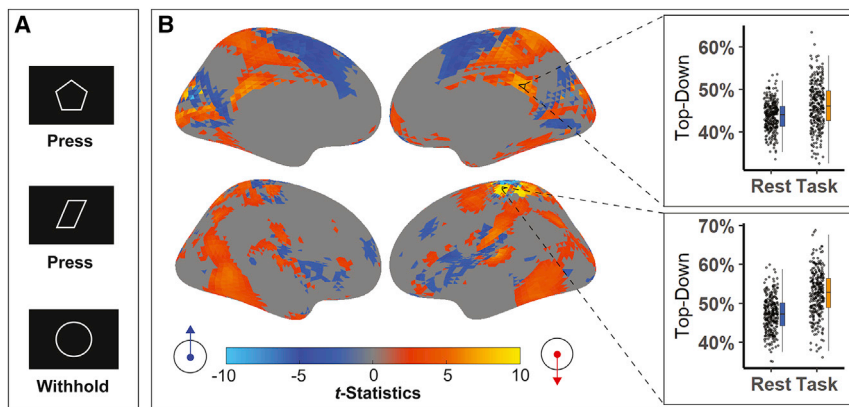 A
Press
Press
Withhold
B
-10 -5 0 5 10
t-Statistics
Top-Down
60%
50%
40%
Rest Task
Top-Down
70%
60%
50%
40%
Rest Task